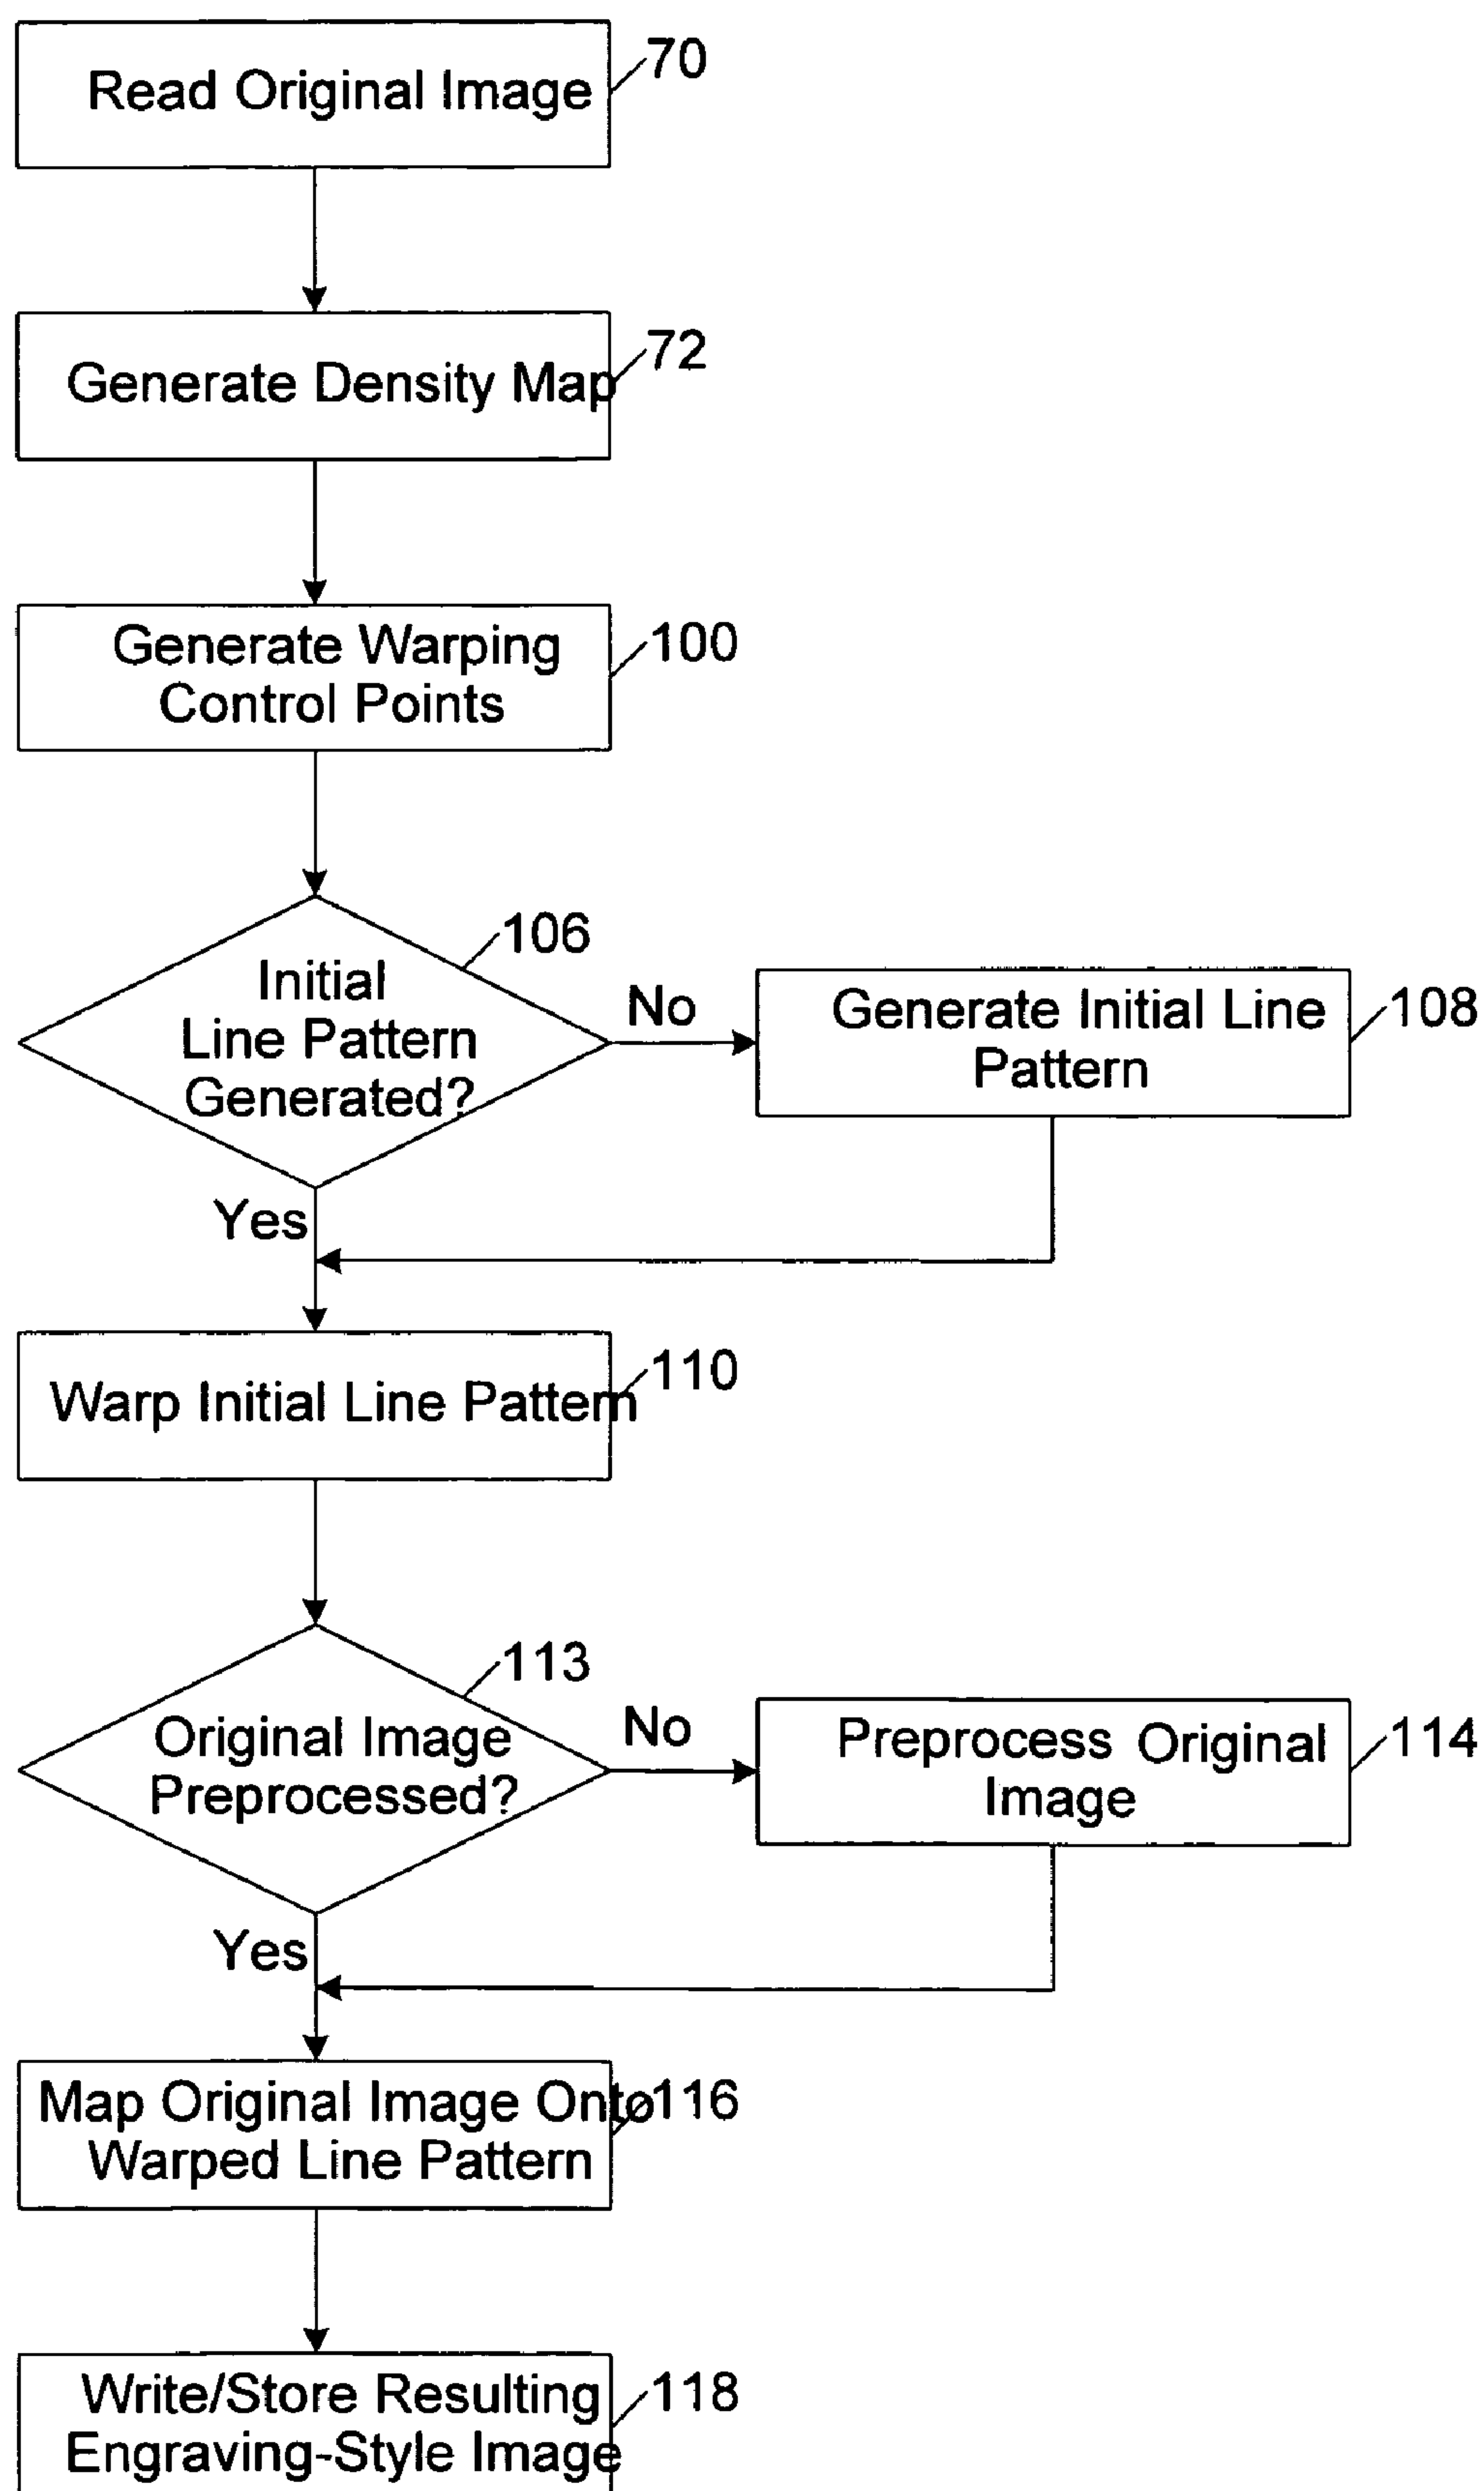 Read Original Image
70
Generate Density Map
72
Generate Warping
Control Points
100
Initial
Line Pattern
Generated?
106
No
Generate Initial Line
Pattern
108
Yes
Warp Initial Line Pattern
110
Original Image
Preprocessed?
113
No
Preprocess Original
Image
114
Yes
Map Original Image Onto
Warped Line Pattern
116
Write/Store Resulting
Engraving-Style Image
118